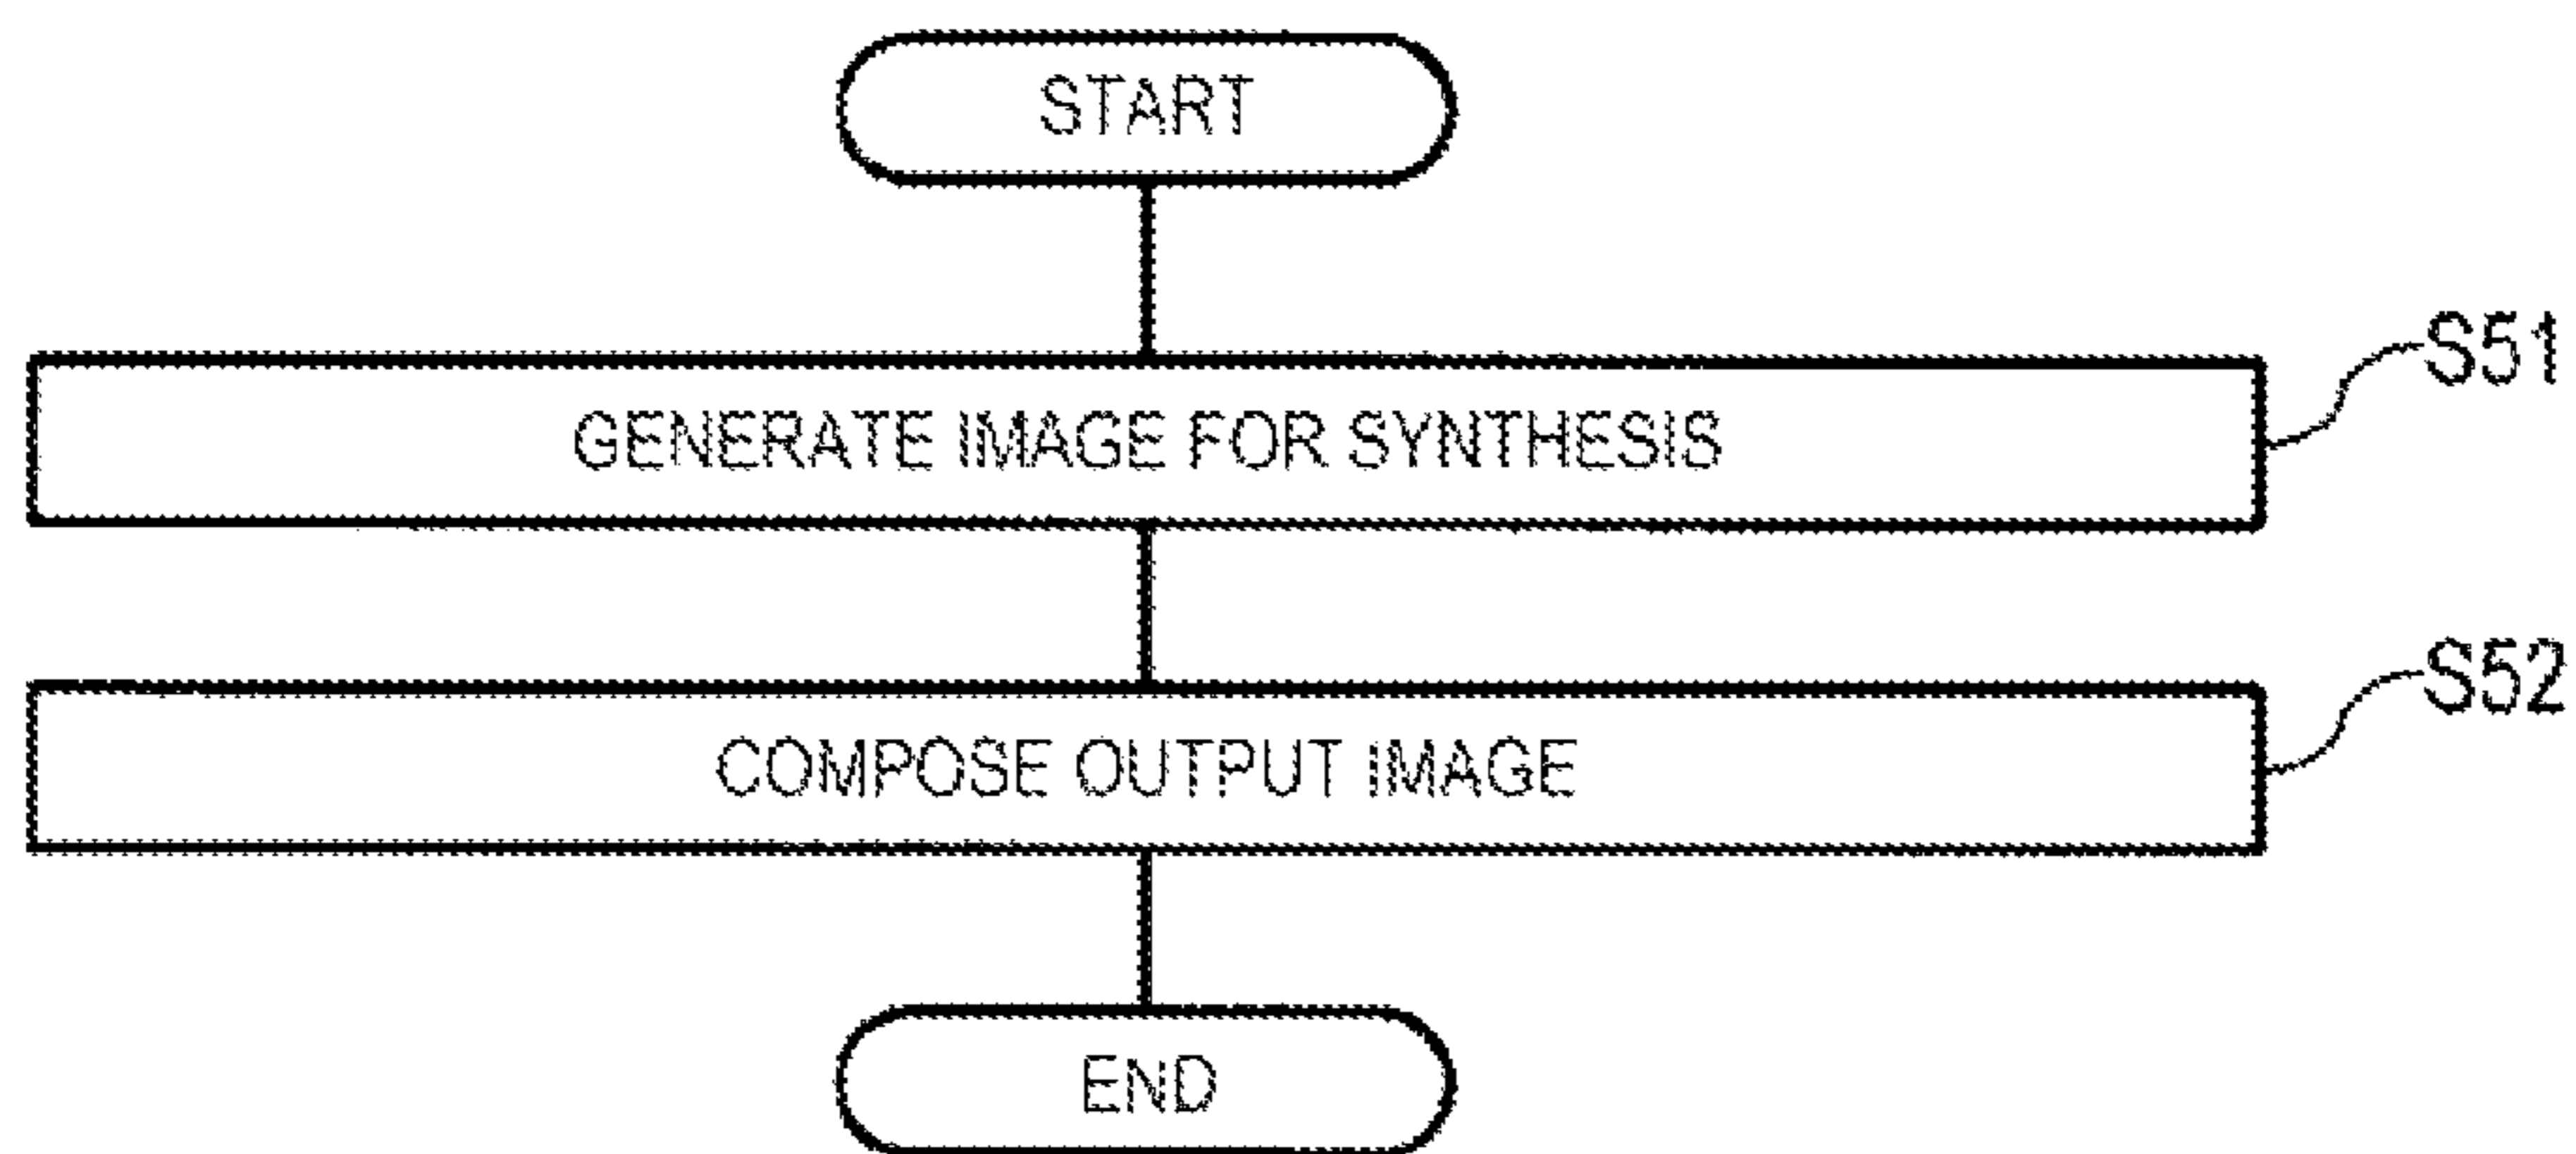 START
GENERATE IMAGE FOR SYNTHESIS
S51
COMPOSE OUTPUT IMAGE
S52
END